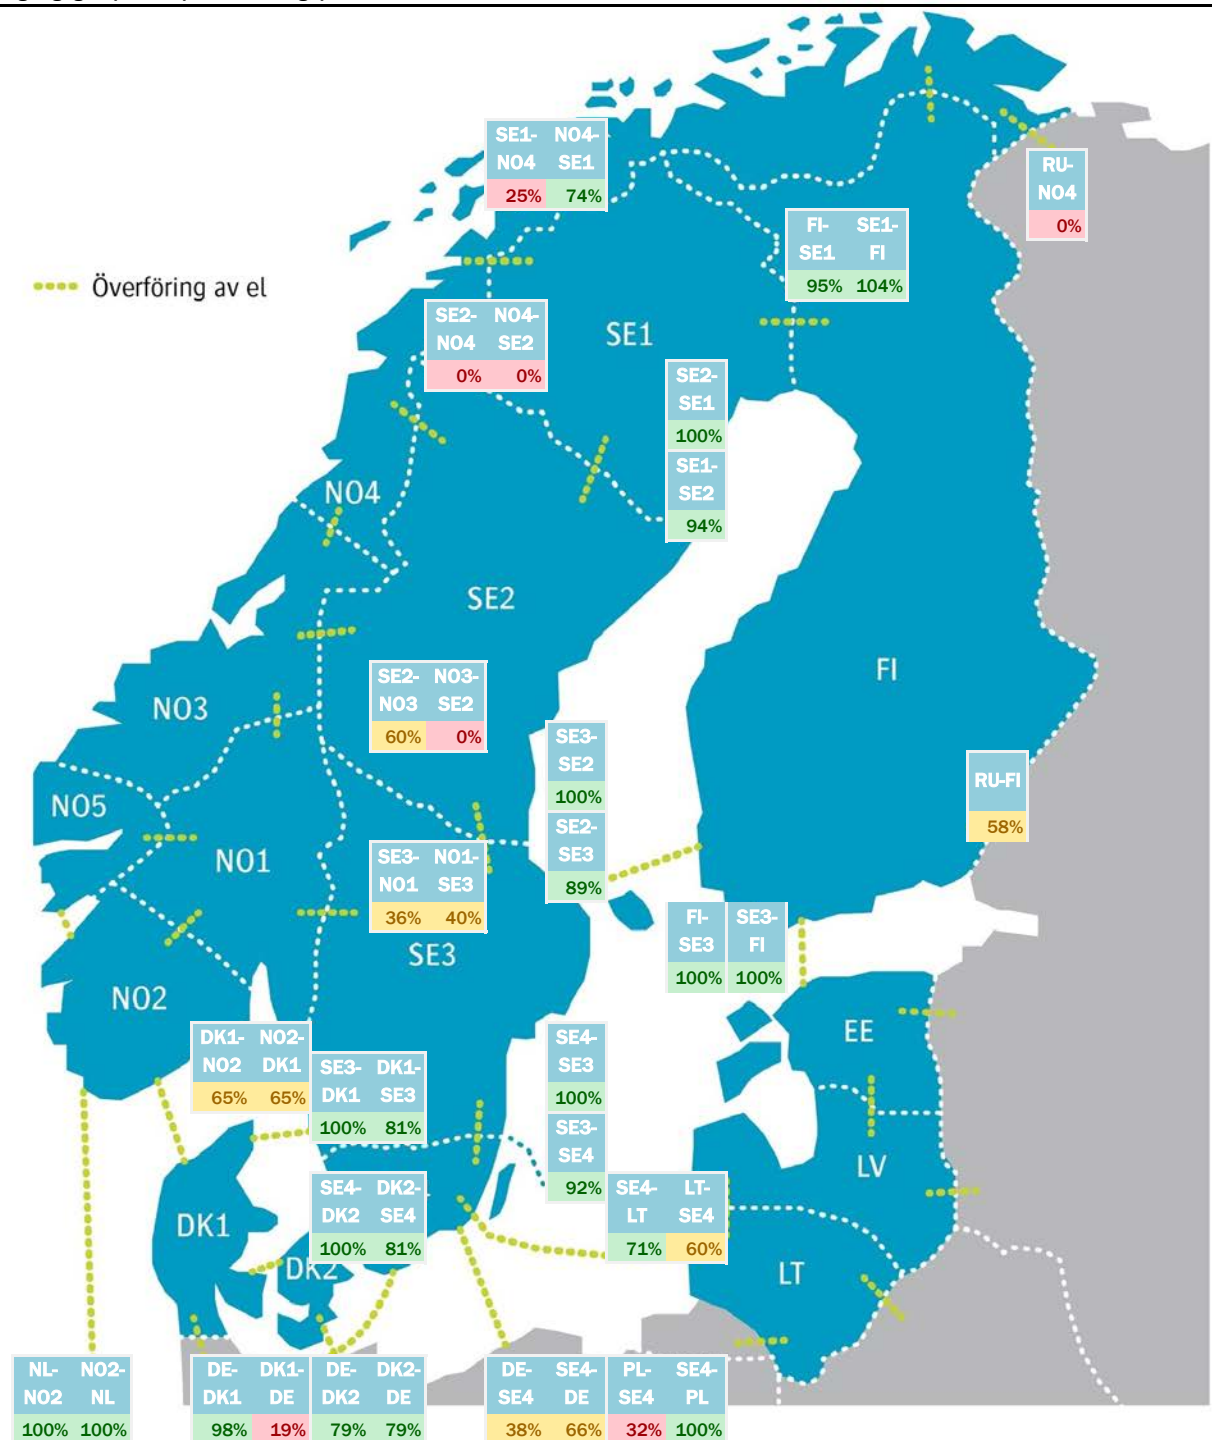 SE1- NO4-
NO4 SE1
25% 74%
RU-
NO4
0%
FI- SE1-
SE1 FI
95% 104%
Överföring av el
SE2- NO4-
NO4 SE2
0% 0%
SE1
SE2-
SE1
100%
SE1-
SE2
94%
NO4
SE2
FI
SE2- NO3-
NO3 SE2
60% 0%
NO3
SE3-
SE2
100%
RU-FI
58%
NO5
SE2-
SE3
89%
NO1
SE3- NO1-
NO1 SE3
36% 40%
SE3
FI- SE3-
SE3 FI
100% 100%
NO2
EE
DK1- NO2-
NO2 DK1
65% 65%
SE3- DK1-
DK1 SE3
100% 81%
SE4-
SE3
100%
SE3-
SE4
92%
LV
SE4- DK2-
DK2 SE4
100% 81%
SE4- LT-
LT SE4
71% 60%
DK1
DK2
LT
NL- NO2-
NO2 NL
100% 100%
DE- DK1- DE- DK2-
DK1 DE DK2 DE
98% 19% 79% 79%
DE- SE4- PL- SE4-
SE4 DE SE4 PL
38% 66% 32% 100%